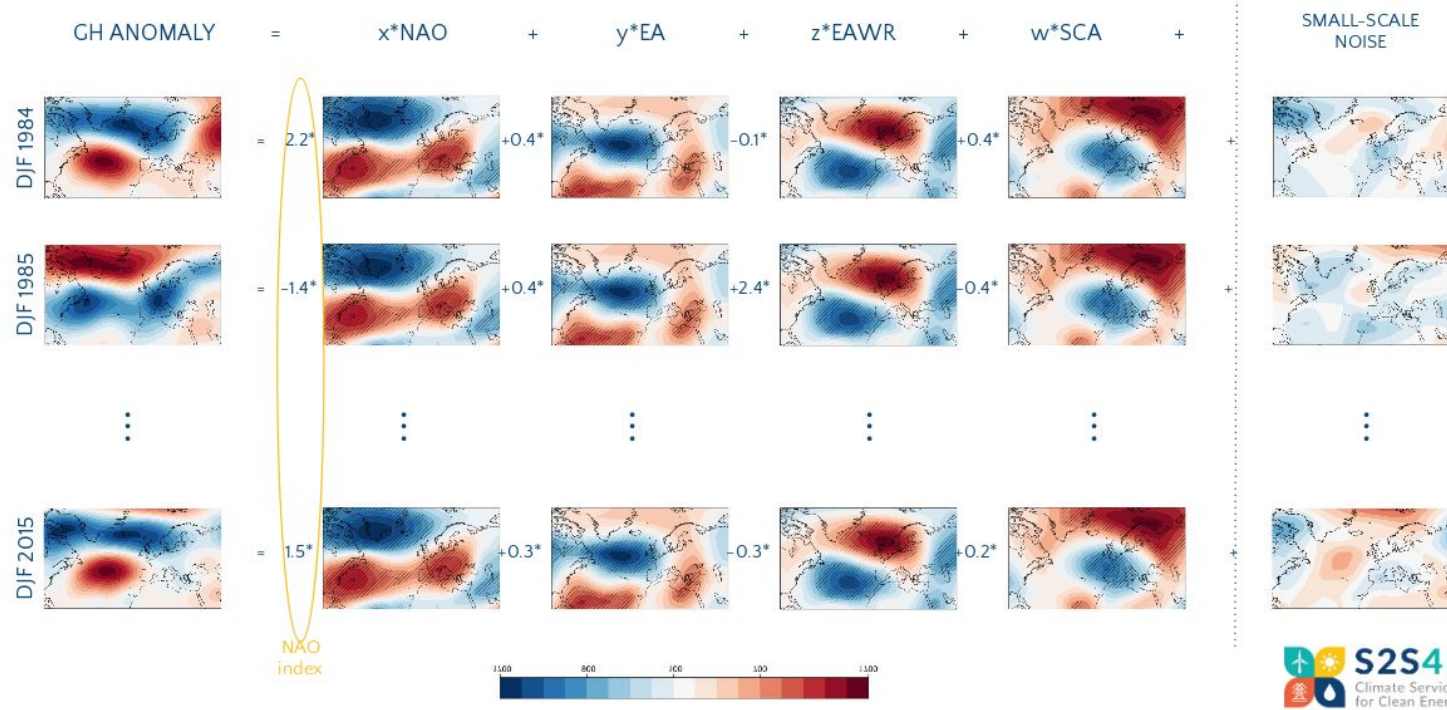 GH ANOMALY = x*NAO + y*EA + z*EAWR + w*SCA + SMALL-SCALE
NOISE
DJF 1984
= 2.2* +0.4* -0.1* +0.4* +
DJF 1985
= -1.4* +0.4* +2.4* -0.4* +
DJF 2015
= 1.5* +0.3* -0.3* +0.2* +
NAO
index
800
S2S4
Climate Servic
for Clean Ener